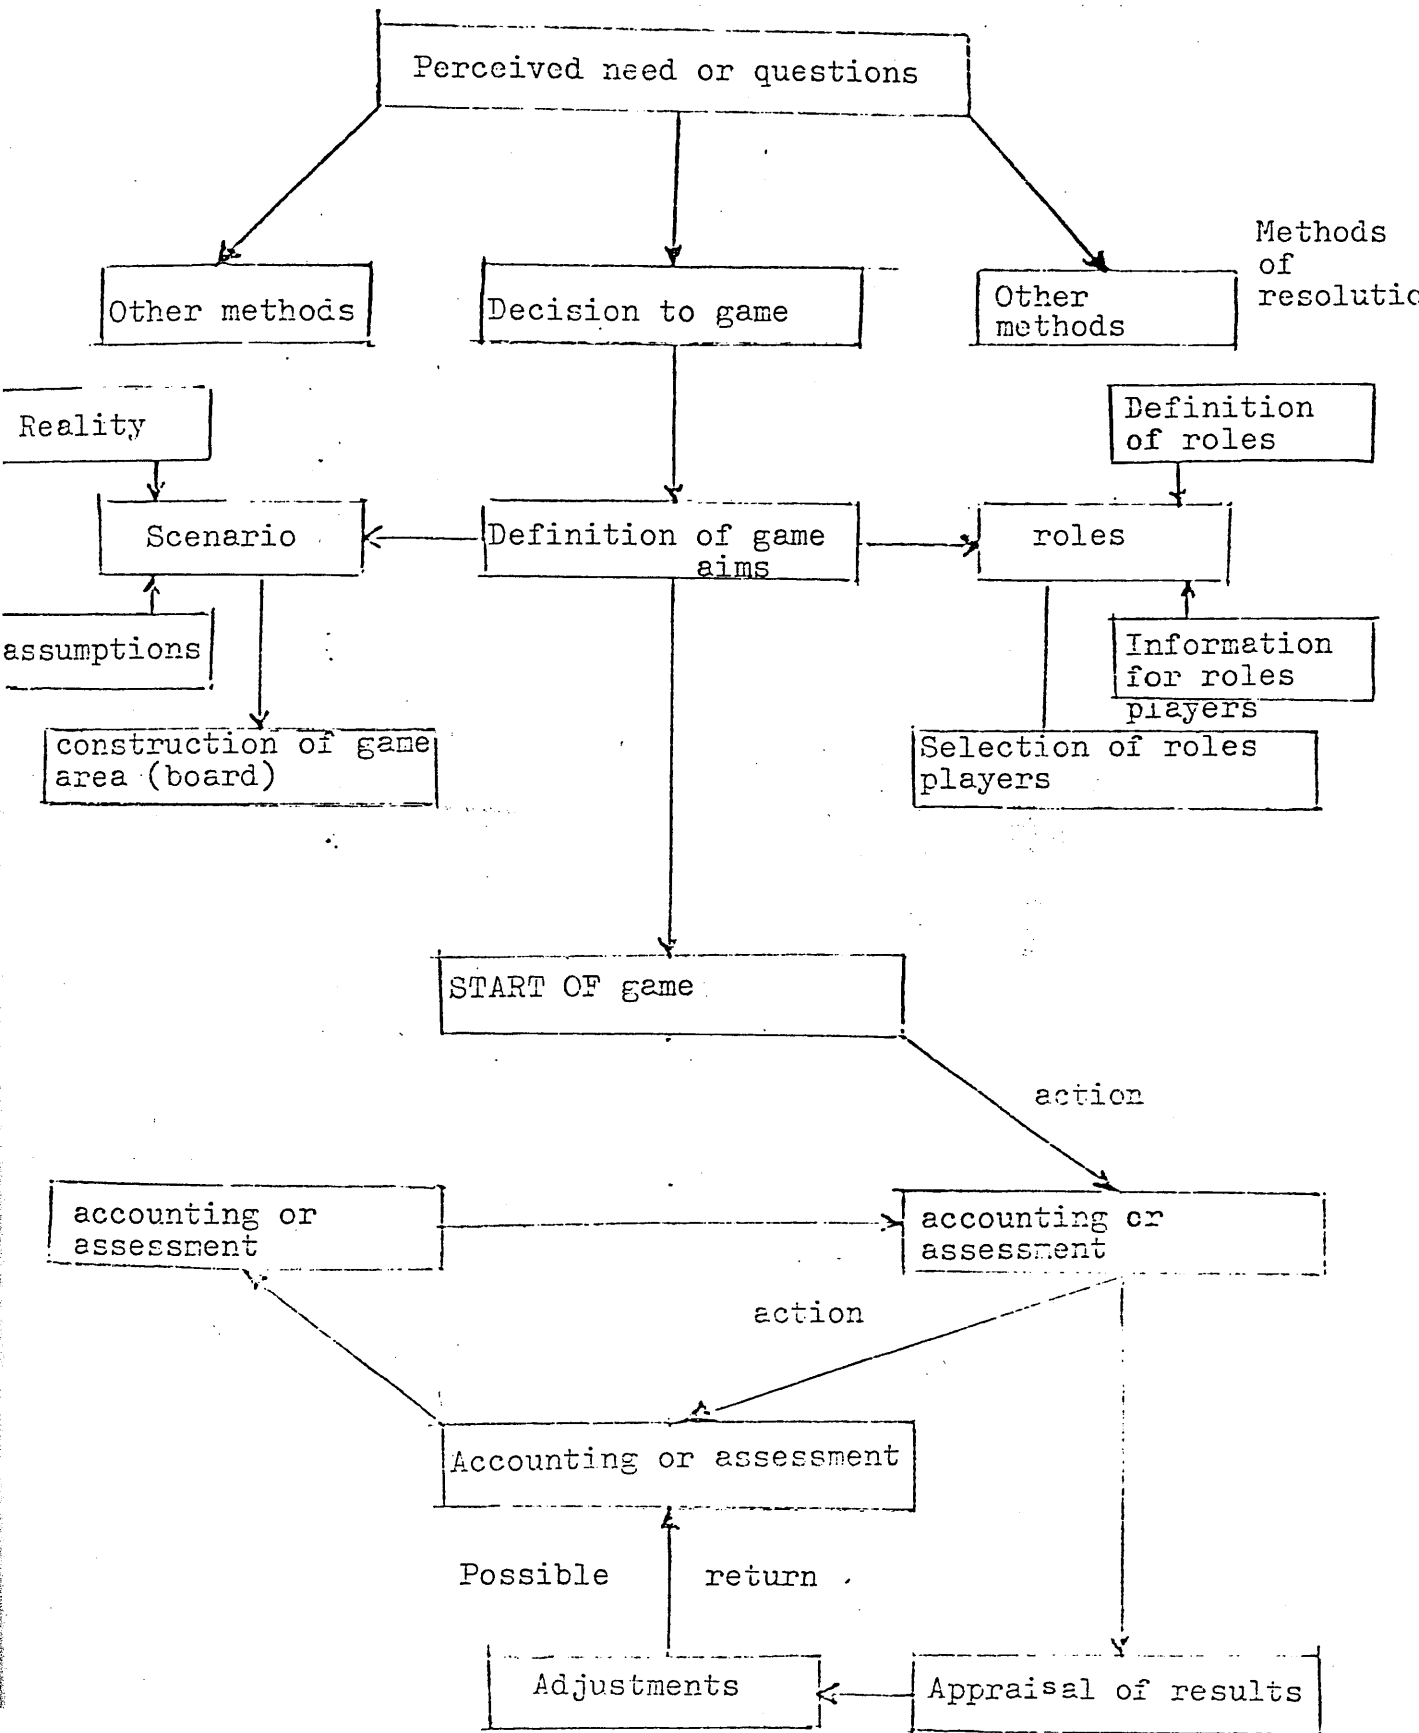 Perceived need or questions
Methods
of
resolutio
Other methods
Decision to game
Other
methods
Reality
Definition
of roles
Scenario
Definition of game
aims
roles
assumptions
Information
for roles
players
construction of game
area (board)
Selection of roles
players
START OF game
action
accounting or
assessment
accounting or
assessment
action
Accounting or assessment
Possible return
Adjustments
Appraisal of results